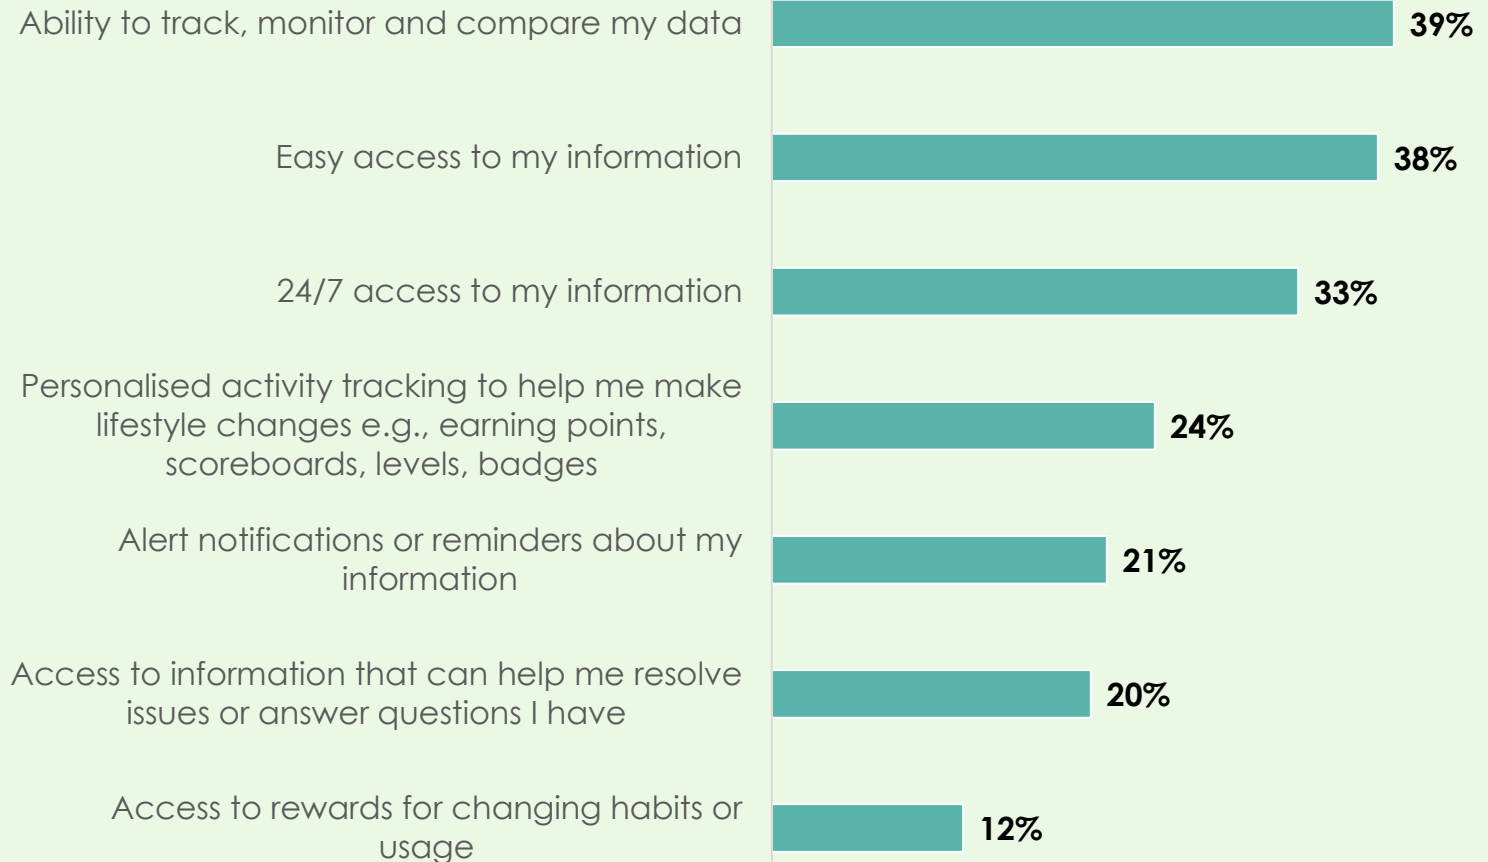 Ability to track, monitor and compare my data
39%
Easy access to my information
38%
24/7 access to my information
33%
Personalised activity tracking to help me make
lifestyle changes e.g., earning points,
scoreboards, levels, badges
24%
Alert notifications or reminders about my
information
21%
Access to information that can help me resolve
issues or answer questions I have
20%
Access to rewards for changing habits or
usage
12%